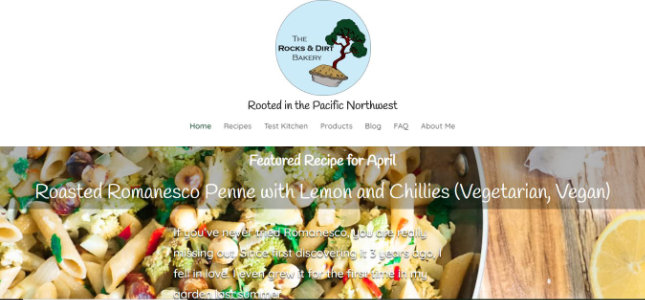 THE
ROCKS & DIRT
BAKERY
Rooted in the Pacific Northwest
Home Recipes Test Kitchen Products Blog FAQ About Me
Featured Recipe for April
Roasted Romanesco Penne with Lemon and Chillies (Vegetarian, Vegan)
If you've never tried Romanesco, you are really
missing out. Since first discovering it 3 years ago, I
fell in love. I even grew it for the first time in my
garden last summer.